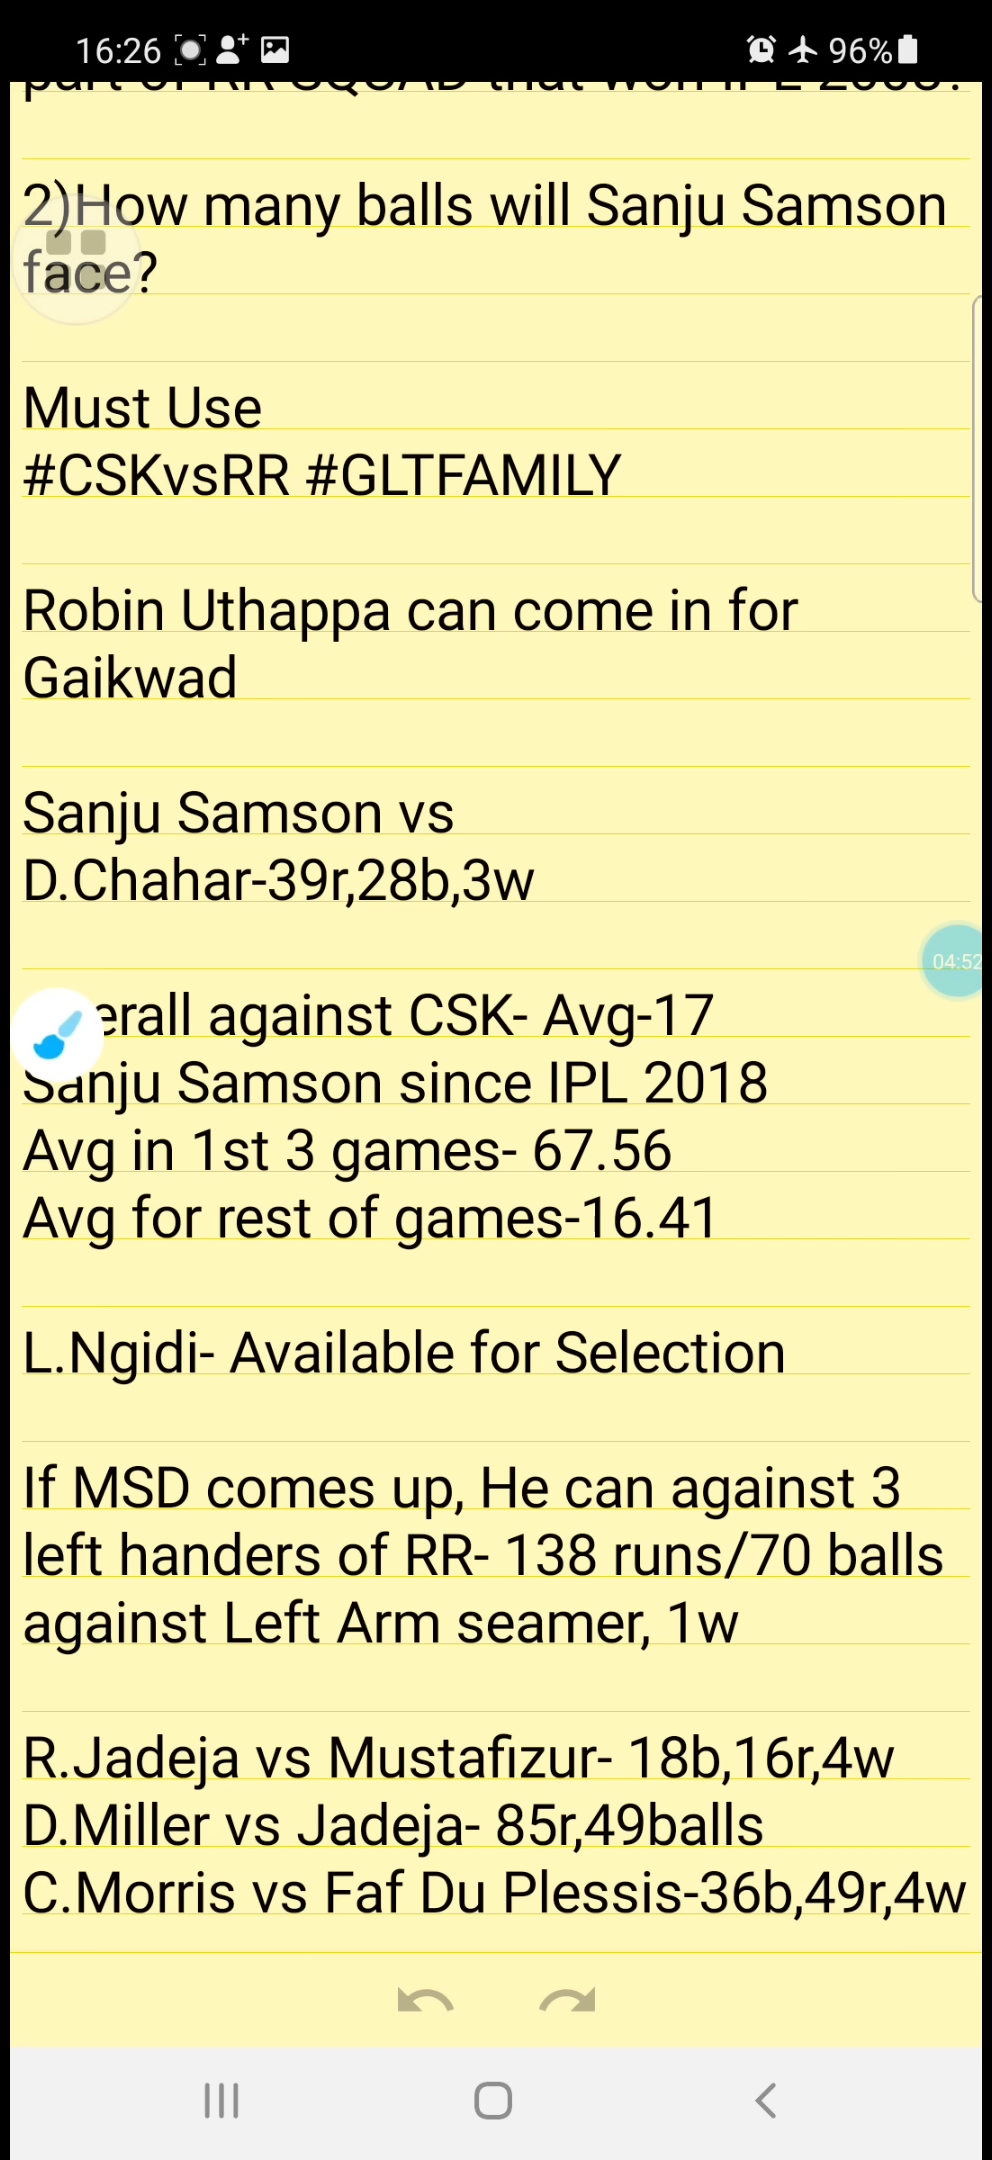 16:26 96%
2)How many balls will Sanju Samson
face?
Must Use
#CSKvsRR #GLTFAMILY
Robin Uthappa can come in for
Gaikwad
Sanju Samson vs
D.Chahar-39r,28b,3w
04:52
erall against CSK- Avg-17
Sanju Samson since IPL 2018
Avg in 1st 3 games- 67.56
Avg for rest of games-16.41
L.Ngidi- Available for Selection
If MSD comes up, He can against 3
left handers of RR- 138 runs/70 balls
against Left Arm seamer, 1w
R.Jadeja vs Mustafizur- 18b,16r,4w
D.Miller vs Jadeja- 85r,49balls
C.Morris vs Faf Du Plessis-36b,49r,4w